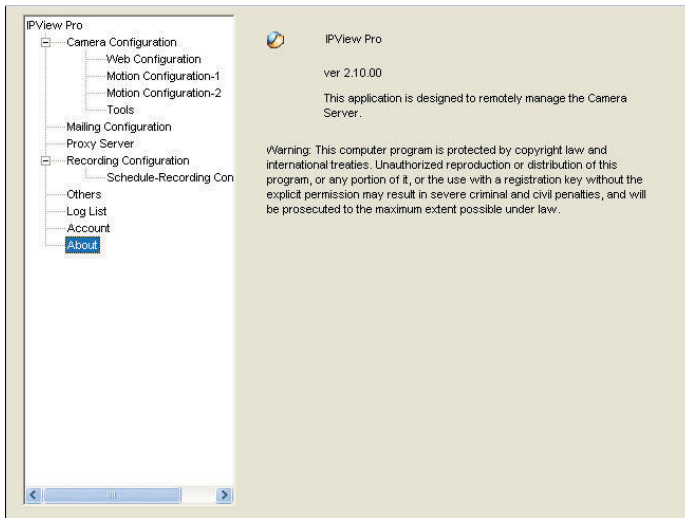 IPView Pro
Camera Configuration
Web Configuration
Motion Configuration-1
Motion Configuration-2
Tools
Mailing Configuration
Proxy Server
Recording Configuration
Schedule-Recording Con
Others
Log List
Account
About
IPView Pro
ver 2.10.00
This application is designed to remotely manage the Camera
Server.
Warning: This computer program is protected by copyright law and
international treaties. Unauthorized reproduction or distribution of this
program, or any portion of it, or the use with a registration key without the
explicit permission may result in severe criminal and civil penalties, and will
be prosecuted to the maximum extent possible under law.